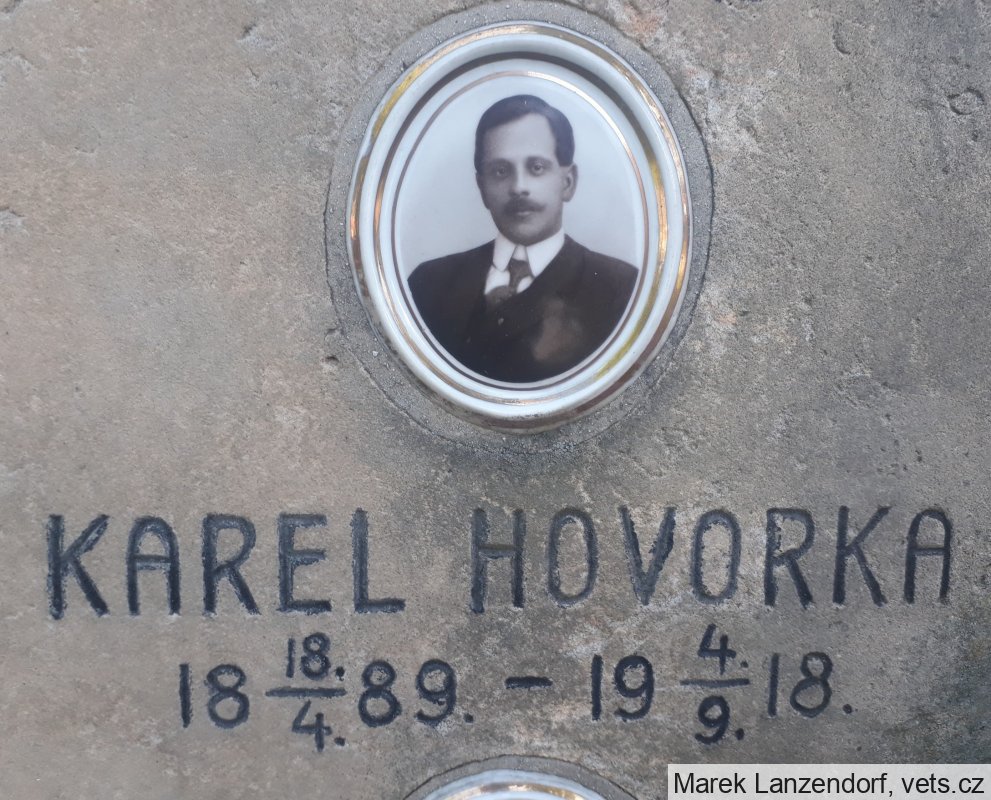 KAREL HOVORKA
18 18./4. 89. – 19 4./9. 18.
Marek Lanzendorf, vets.cz